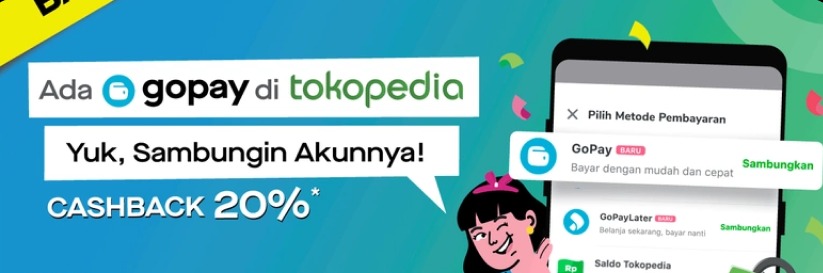 Ada gopay di tokopedia
Yuk, Sambungin Akunnya!
CASHBACK 20%*
Pilih Metode Pembayaran
GoPay BARU
Bayar dengan mudah dan cepat
Sambungkan
GoPayLater BARU
Belanja sekarang, bayar nanti
Sambungkan
Rp
Saldo Tokopedia